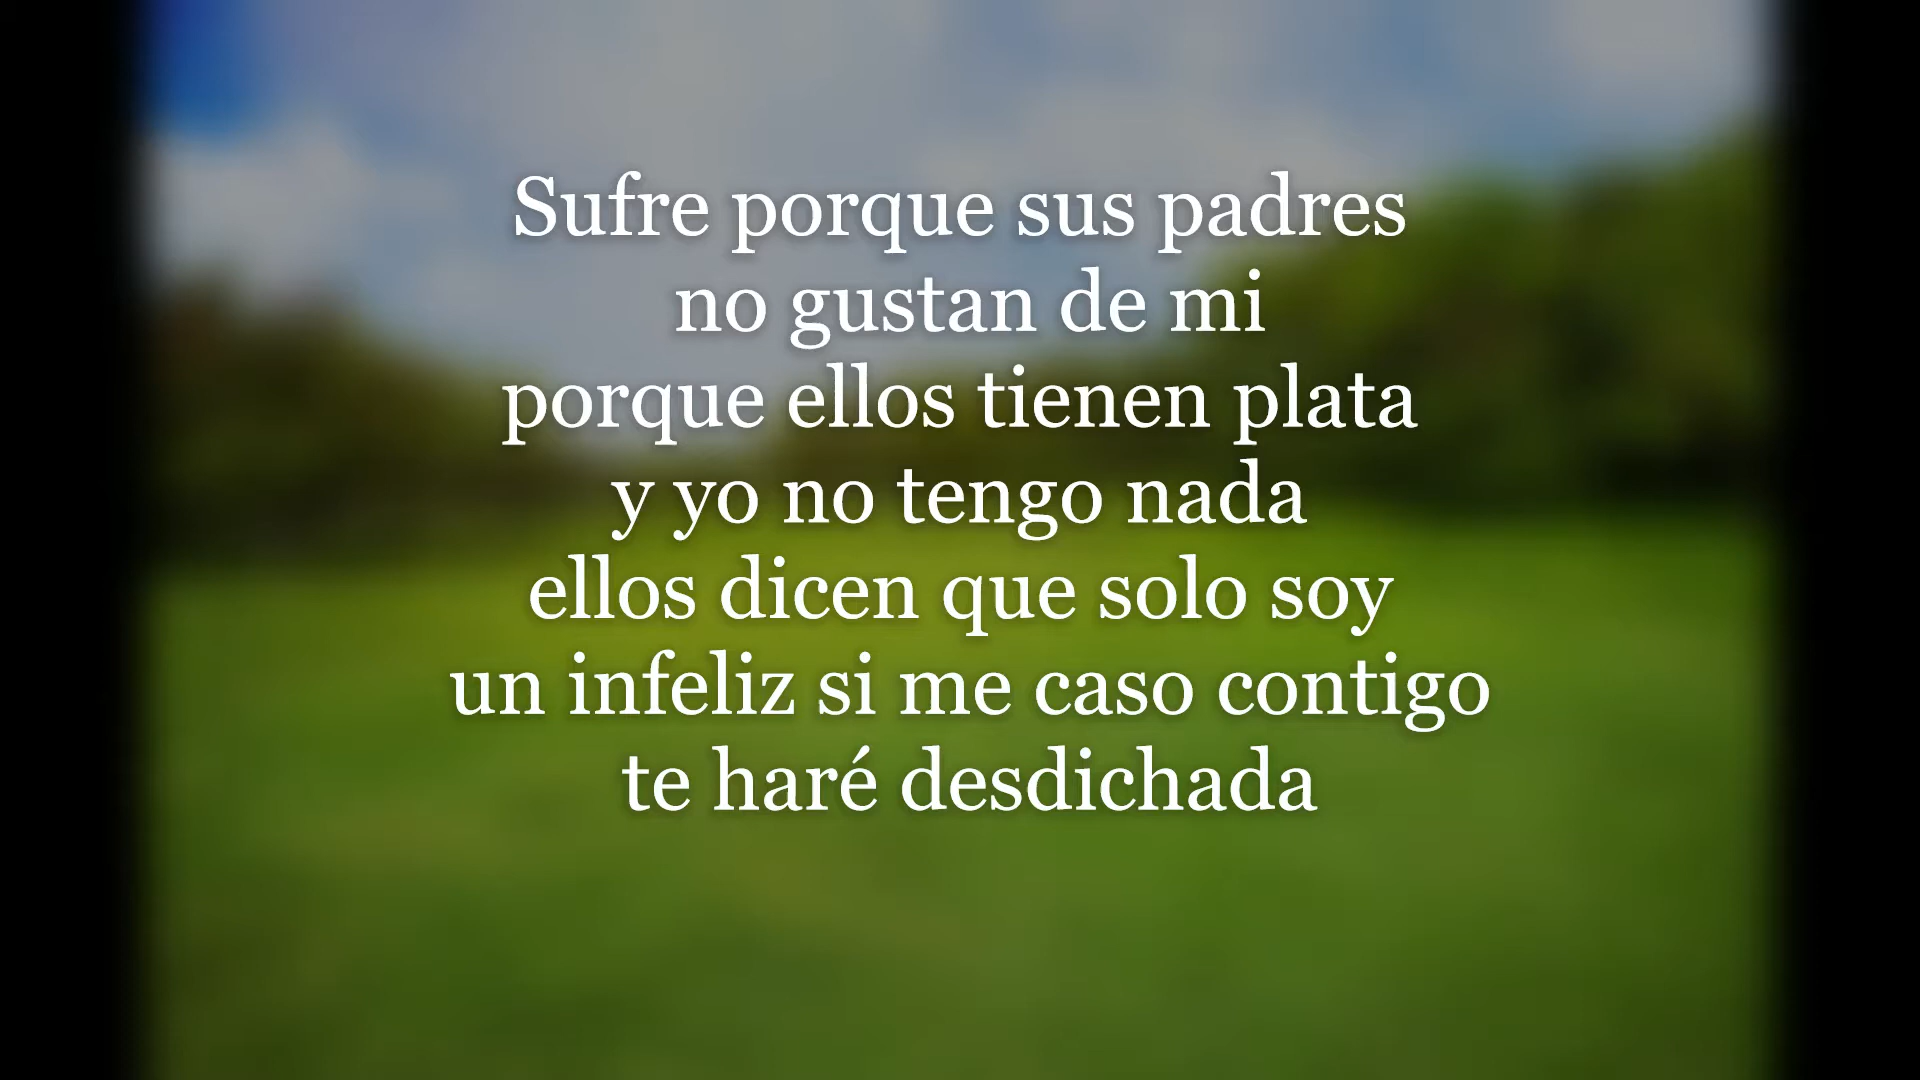 Sufre porque sus padres
no gustan de mi
porque ellos tienen plata
y yo no tengo nada
ellos dicen que solo soy
un infeliz si me caso contigo
te haré desdichada